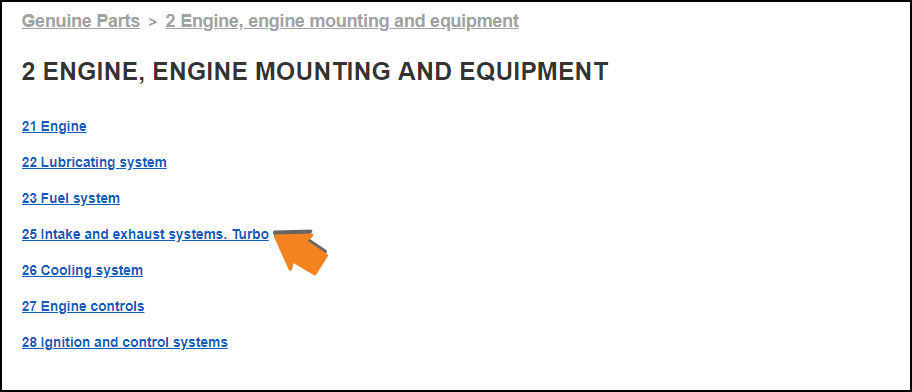 Genuine Parts > 2 Engine, engine mounting and equipment
2 ENGINE, ENGINE MOUNTING AND EQUIPMENT
21 Engine
22 Lubricating system
23 Fuel system
25 Intake and exhaust systems. Turbo
26 Cooling system
27 Engine controls
28 Ignition and control systems